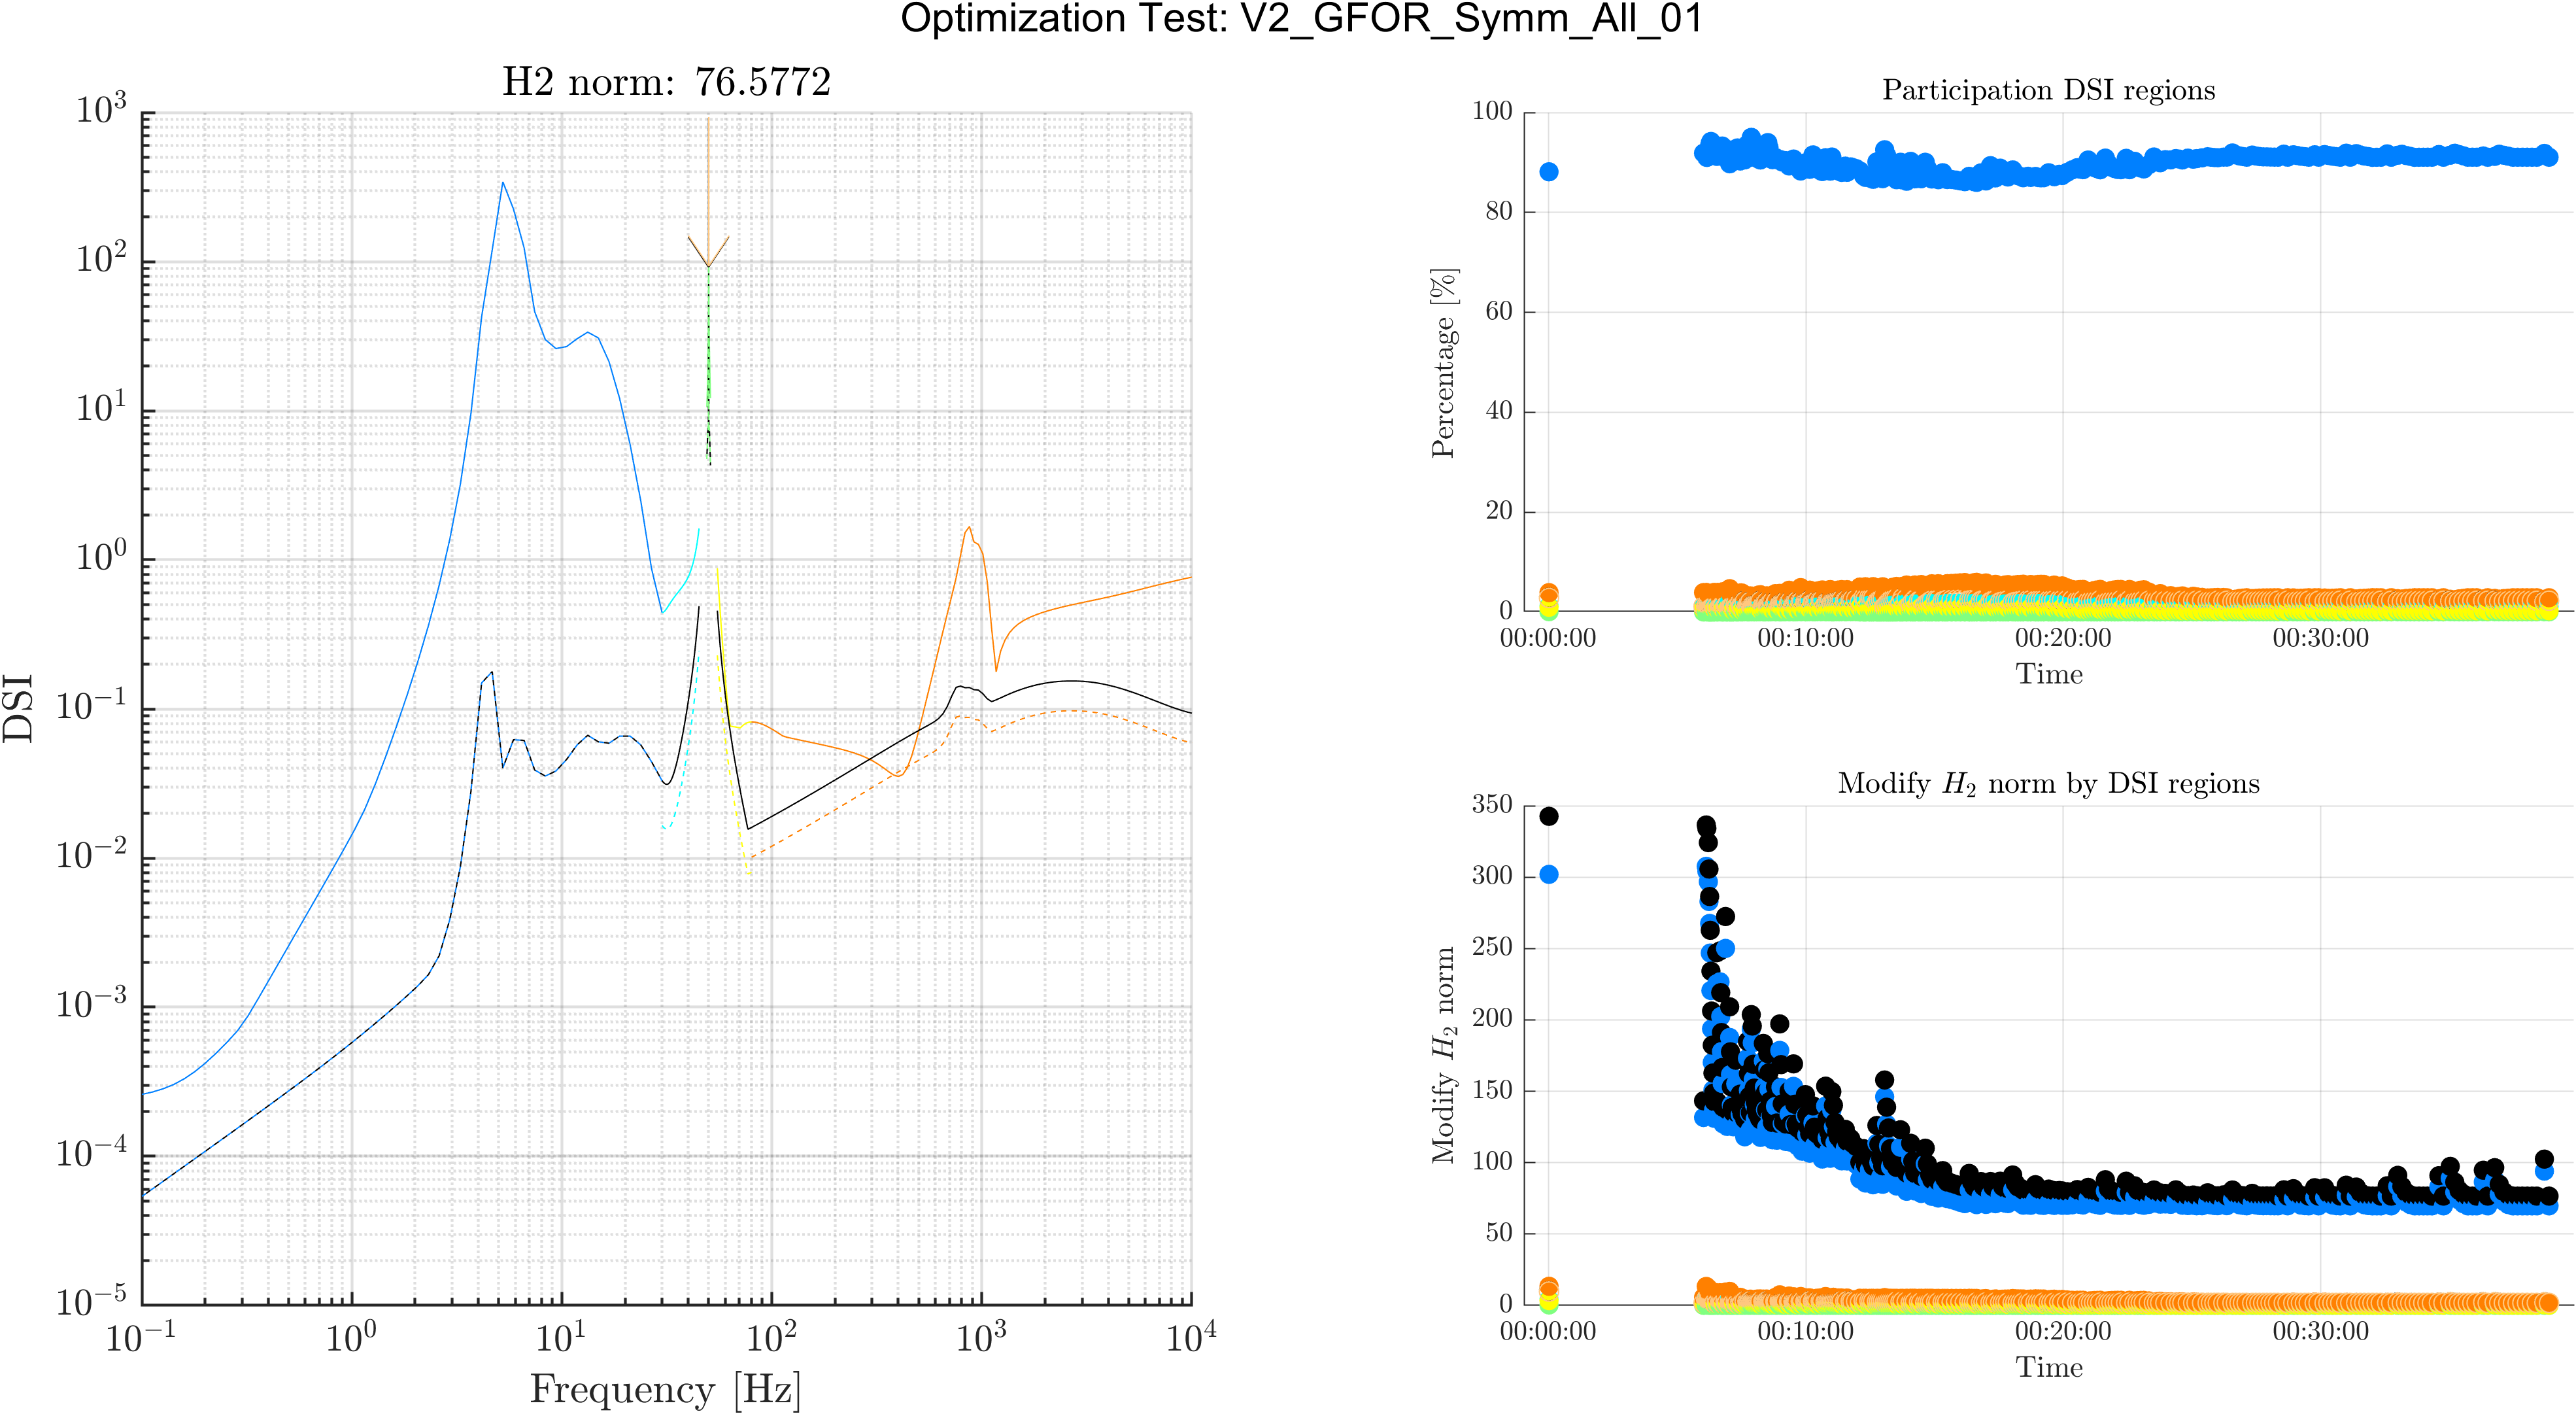 Optimization Test: V2_GFOR_Symm_All_01
H2 norm: 76.5772
10^3
10^2
10^1
10^0
10^-1
10^-2
10^-3
10^-4
10^-5
DSI
10^-1 10^0 10^1 10^2 10^3 10^4
Frequency [Hz]
Participation DSI regions
100
80
60
40
20
0
Percentage [%]
00:00:00 00:10:00 00:20:00 00:30:00
Time
Modify H_2 norm by DSI regions
350
300
250
200
150
100
50
0
Modify H_2 norm
00:00:00 00:10:00 00:20:00 00:30:00
Time